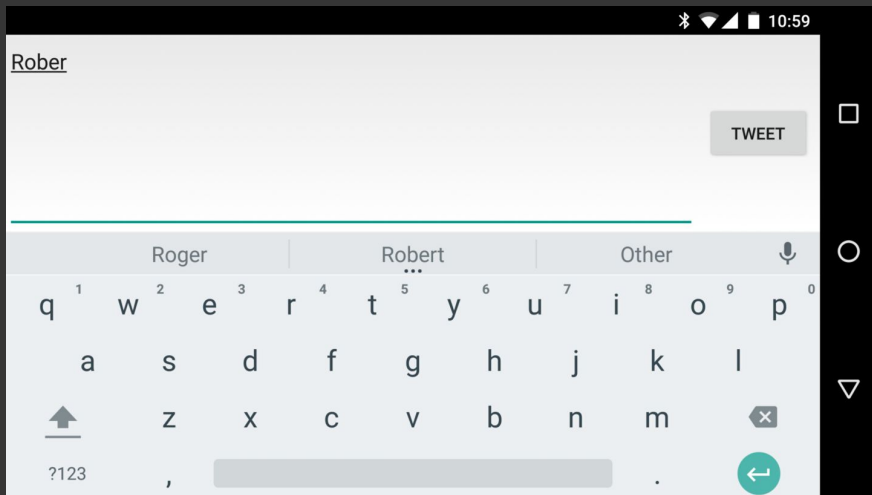 10:59
Rober
TWEET
Roger Robert Other
q 1 w 2 e 3 r 4 t 5 y 6 u 7 i 8 o 9 p 0
a s d f g h j k l
z x c v b n m
?123 , .